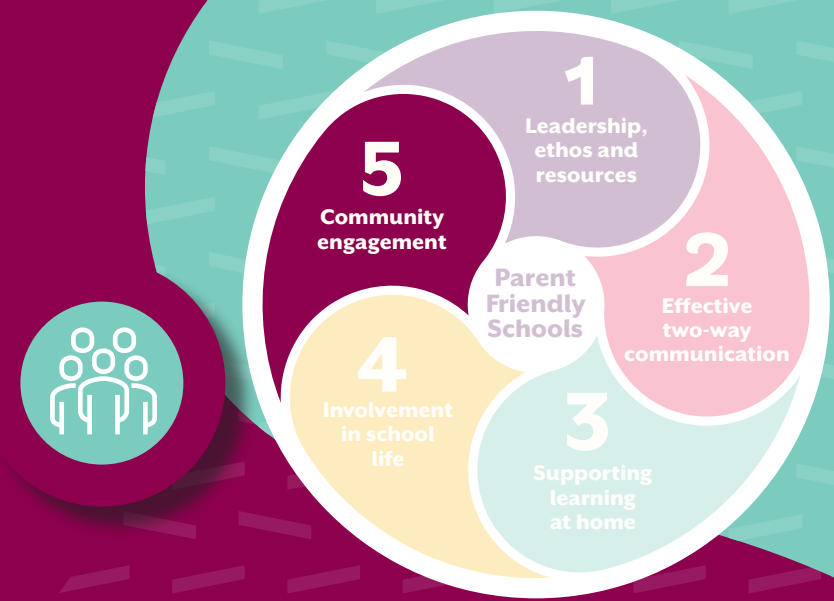 1
Leadership,
ethos and
resources
2
Effective
two-way
communication
3
Supporting
learning
at home
4
Involvement
in school
life
5
Community
engagement
Parent
Friendly
Schools